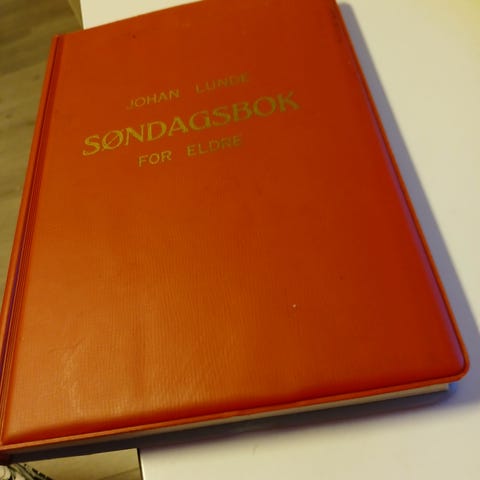 JOHAN LUNDE
SØNDAGSBOK
FOR ELDRE